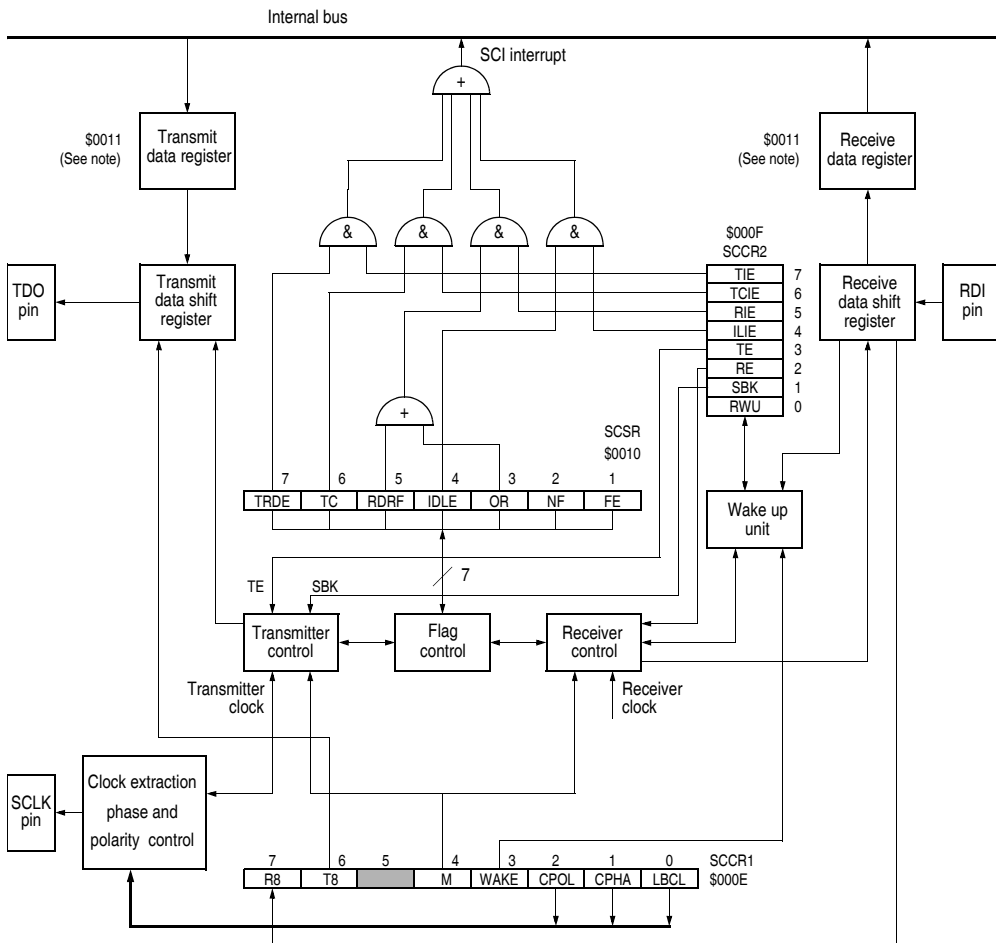 Internal bus
SCI interrupt
+
$0011
(See note)
Transmit
data register
$0011
(See note)
Receive
data register
&
&
&
&
$000F
SCCR2
TDO
pin
Transmit
data shift
register
TIE 7
TCIE 6
RIE 5
ILIE 4
TE 3
RE 2
SBK 1
RWU 0
Receive
data shift
register
RDI
pin
+
SCSR
$0010
7 6 5 4 3 2 1
TRDE TC RDRF IDLE OR NF FE
Wake up
unit
7
TE
SBK
Transmitter
control
Flag
control
Receiver
control
Transmitter
clock
Receiver
clock
SCLK
pin
Clock extraction
phase and
polarity control
7 6 5 4 3 2 1 0
SCCR1
R8 T8 M WAKE CPOL CPHA LBCL
$000E